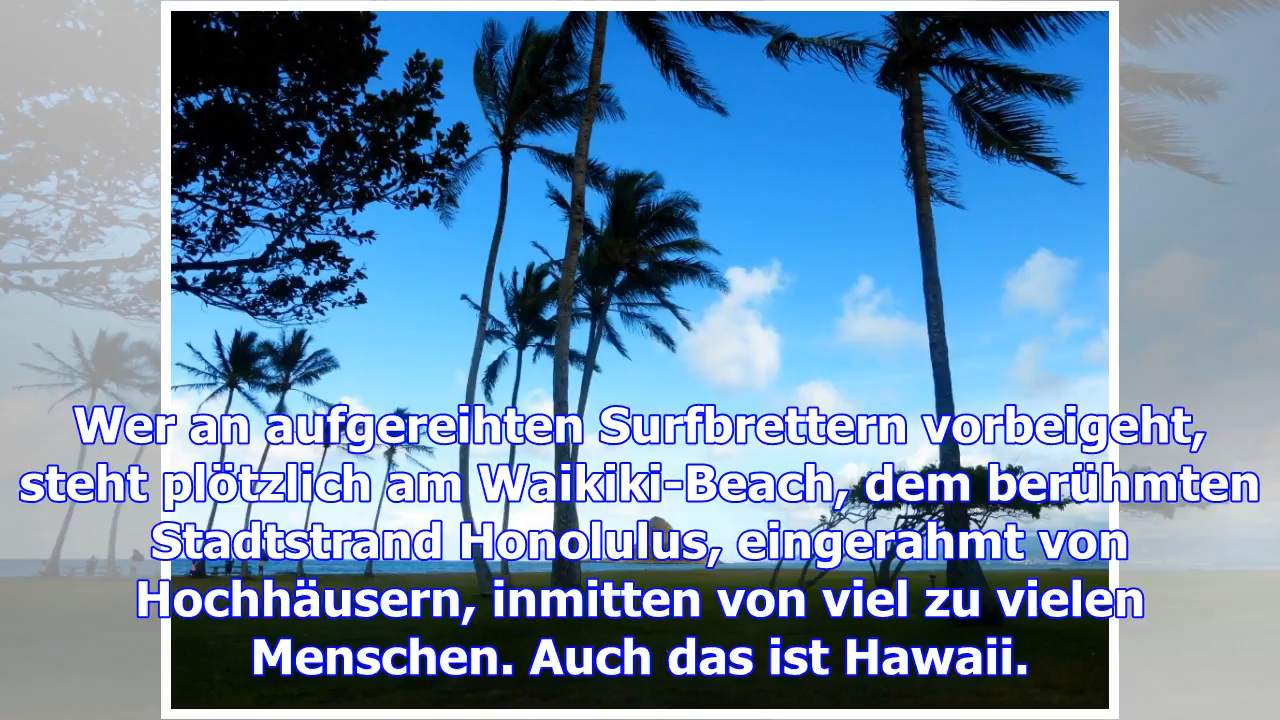 Wer an aufgereihten Surfbrettern vorbeigeht,
steht plötzlich am Waikiki-Beach, dem berühmten
Stadtstrand Honolulus, eingerahmt von
Hochhäusern, inmitten von viel zu vielen
Menschen. Auch das ist Hawaii.